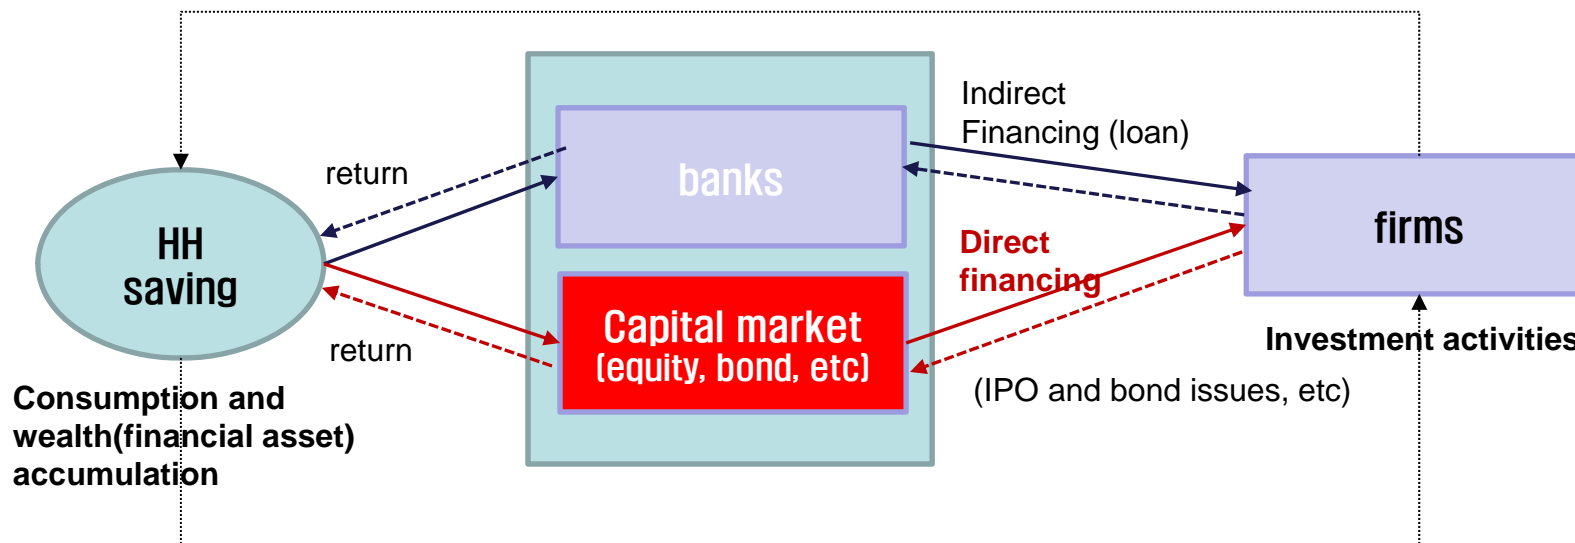 Indirect
Financing (loan)
return
banks
HH
saving
firms
Direct
financing
Capital market
(equity, bond, etc)
return
Investment activities
(IPO and bond issues, etc)
Consumption and
wealth(financial asset)
accumulation